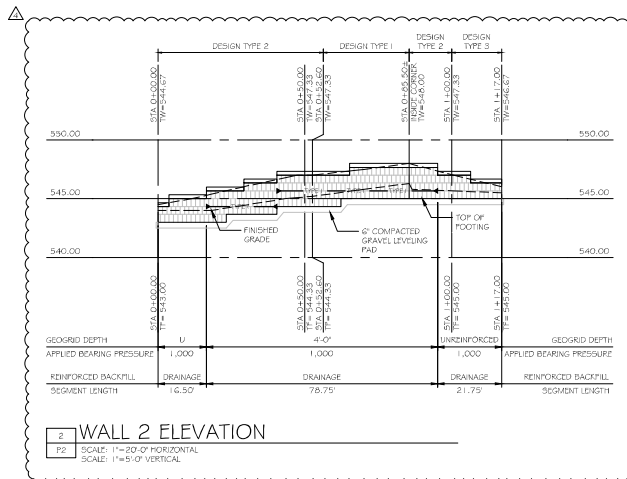 4
DESIGN TYPE 2
DESIGN TYPE 1
DESIGN TYPE 2
DESIGN TYPE 3
STA 0+00.00
TW=544.67
STA 0+50.00
TW=547.33
STA 0+52.60
TW=547.33
STA 0+85.50±
INSIDE CORNER
TW=548.00
STA 1+00.00
TW=547.33
STA 1+17.00
TW=546.67
550.00
550.00
545.00
545.00
TYPE
FINISHED
GRADE
6" COMPACTED
GRAVEL LEVELING
PAD
TOP OF
FOOTING
540.00
540.00
STA 0+00.00
TF=543.00
STA 0+50.00
TF= 544.33
STA 0+52.60
TF= 544.33
STA 1+00.00
TF= 545.00
STA 1+17.00
TF= 545.00
GEOGRID DEPTH U 4'-0" UNREINFORCED GEOGRID DEPTH
APPLIED BEARING PRESSURE 1,000 1,000 1,000 APPLIED BEARING PRESSURE
REINFORCED BACKFILL DRAINAGE DRAINAGE DRAINAGE REINFORCED BACKFILL
SEGMENT LENGTH 16.50' 78.75' 21.75' SEGMENT LENGTH
2 WALL 2 ELEVATION
P2 SCALE: 1"=20'-0" HORIZONTAL
SCALE: 1"=5'-0" VERTICAL